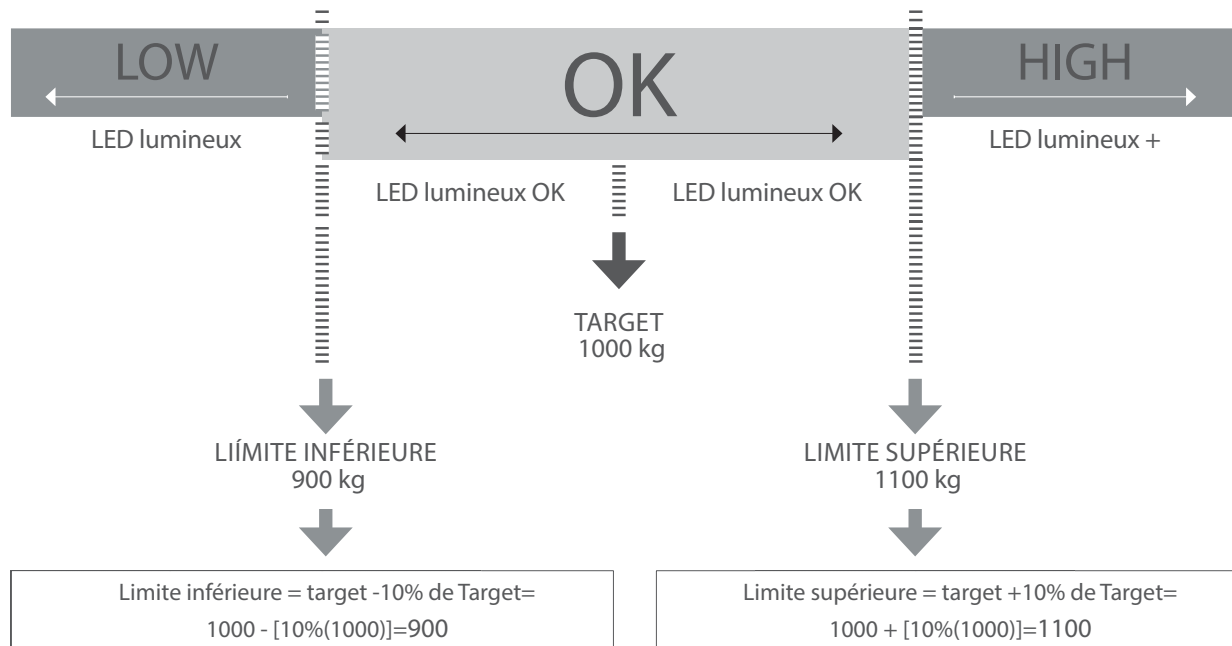 LOW
OK
HIGH
LED lumineux
LED lumineux +
LED lumineux OK
LED lumineux OK
TARGET
1000 kg
LIÍMITE INFÉRIEURE
900 kg
LIMITE SUPÉRIEURE
1100 kg
Limite inférieure = target -10% de Target=
1000 - [10%(1000)]=900
Limite supérieure = target +10% de Target=
1000 + [10%(1000)]=1100